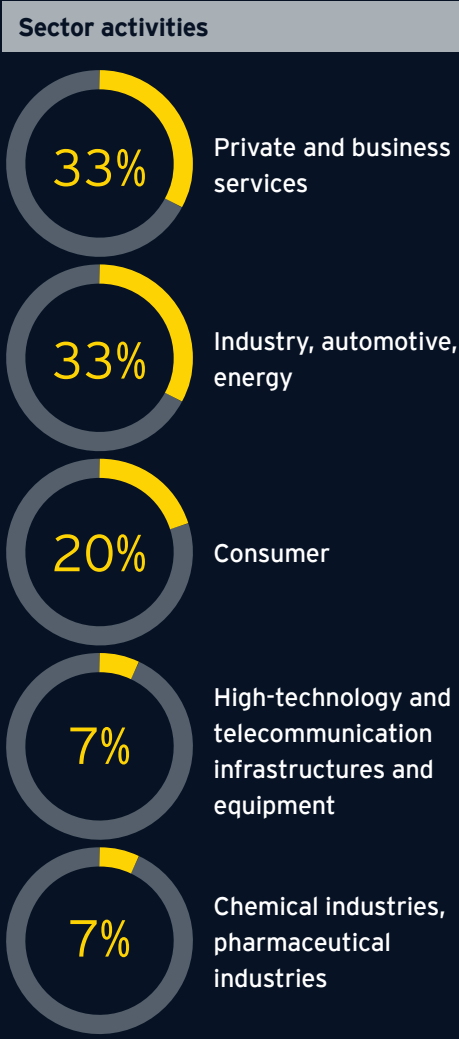 Sector activities
33%
Private and business
services
33%
Industry, automotive,
energy
20%
Consumer
7%
High-technology and
telecommunication
infrastructures and
equipment
7%
Chemical industries,
pharmaceutical
industries